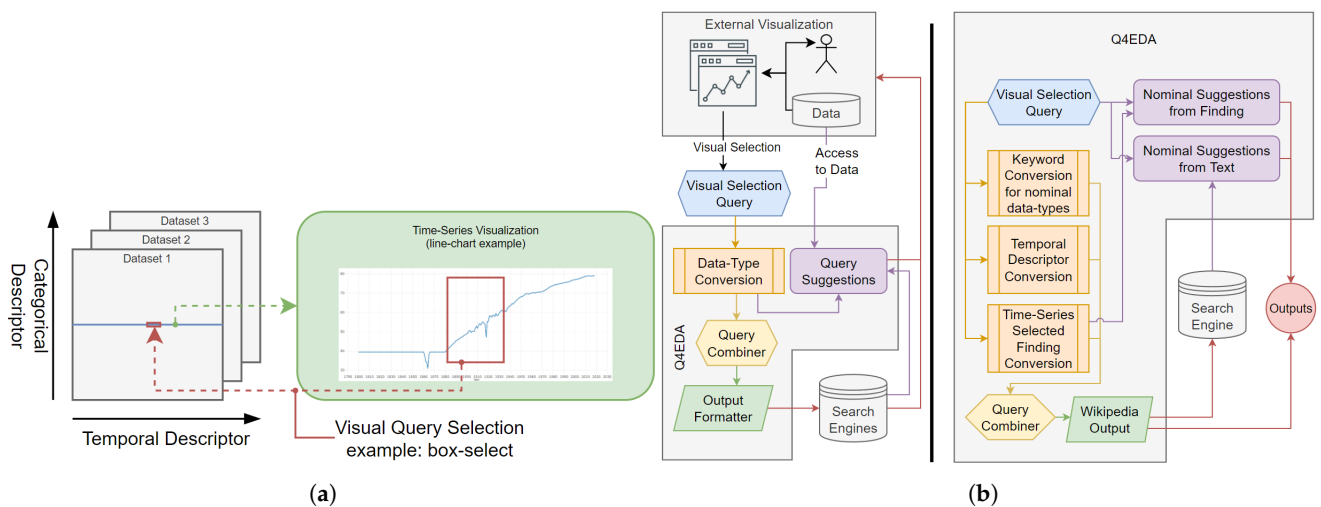 Categorical
Descriptor
Dataset 3
Dataset 2
Dataset 1
Temporal Descriptor
Time-Series Visualization
(line-chart example)
Visual Query Selection
example: box-select
(a)
External Visualization
Data
Visual Selection
Access
to Data
Visual Selection
Query
Q4EDA
Data-Type
Conversion
Query
Suggestions
Query
Combiner
Output
Formatter
Search
Engines
Q4EDA
Visual Selection
Query
Nominal Suggestions
from Finding
Nominal Suggestions
from Text
Keyword
Conversion
for nominal
data-types
Temporal
Descriptor
Conversion
Time-Series
Selected
Finding
Conversion
Search
Engine
Outputs
Query
Combiner
Wikipedia
Output
(b)